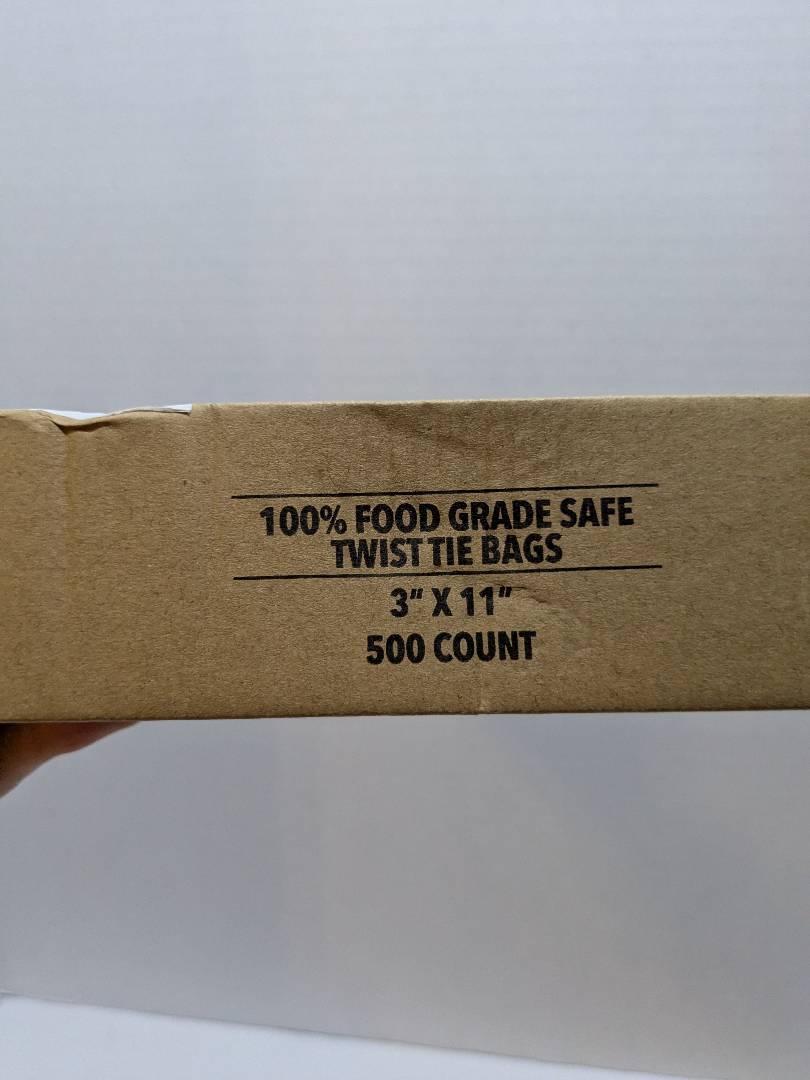 100% FOOD GRADE SAFE
TWIST TIE BAGS
3" X 11"
500 COUNT